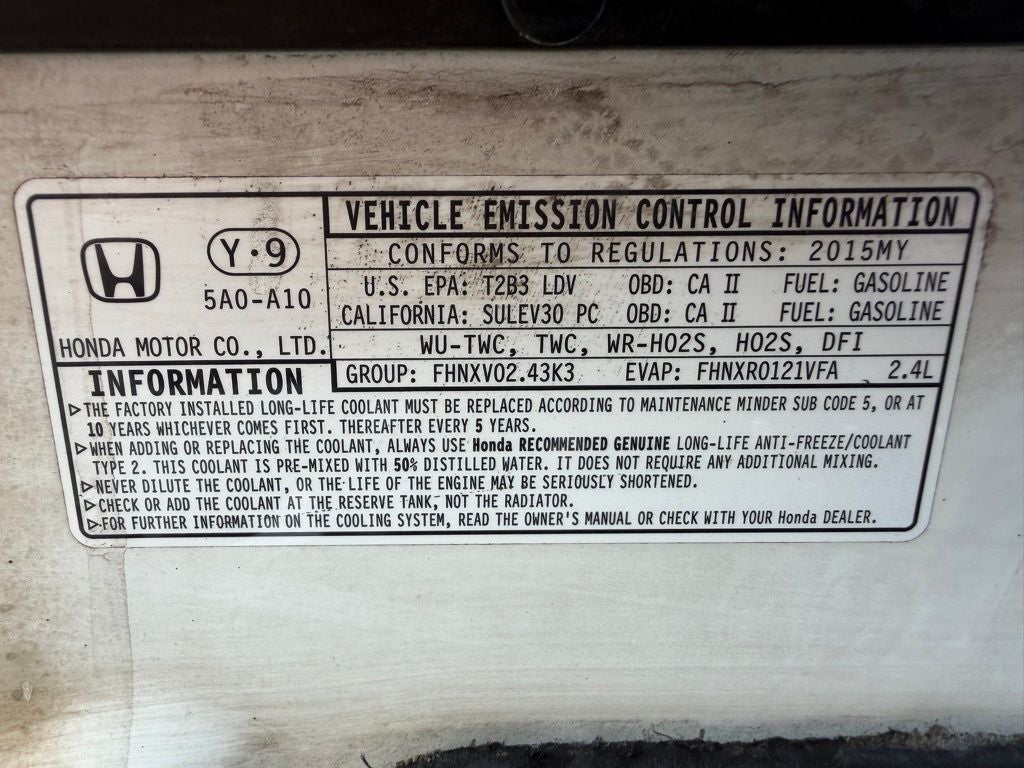 VEHICLE EMISSION CONTROL INFORMATION
Y·9
5A0-A10
HONDA MOTOR CO., LTD.
CONFORMS TO REGULATIONS: 2015MY
U.S. EPA: T2B3 LDV OBD: CA II FUEL: GASOLINE
CALIFORNIA: SULEV30 PC OBD: CA II FUEL: GASOLINE
WU-TWC, TWC, WR-HO2S, HO2S, DFI
GROUP: FHNXV02.43K3 EVAP: FHNXR0121VFA 2.4L
INFORMATION
▷THE FACTORY INSTALLED LONG-LIFE COOLANT MUST BE REPLACED ACCORDING TO MAINTENANCE MINDER SUB CODE 5, OR AT
10 YEARS WHICHEVER COMES FIRST. THEREAFTER EVERY 5 YEARS.
▷WHEN ADDING OR REPLACING THE COOLANT, ALWAYS USE Honda RECOMMENDED GENUINE LONG-LIFE ANTI-FREEZE/COOLANT
TYPE 2. THIS COOLANT IS PRE-MIXED WITH 50% DISTILLED WATER. IT DOES NOT REQUIRE ANY ADDITIONAL MIXING.
▷NEVER DILUTE THE COOLANT, OR THE LIFE OF THE ENGINE MAY BE SERIOUSLY SHORTENED.
▷CHECK OR ADD THE COOLANT AT THE RESERVE TANK, NOT THE RADIATOR.
▷FOR FURTHER INFORMATION ON THE COOLING SYSTEM, READ THE OWNER'S MANUAL OR CHECK WITH YOUR Honda DEALER.